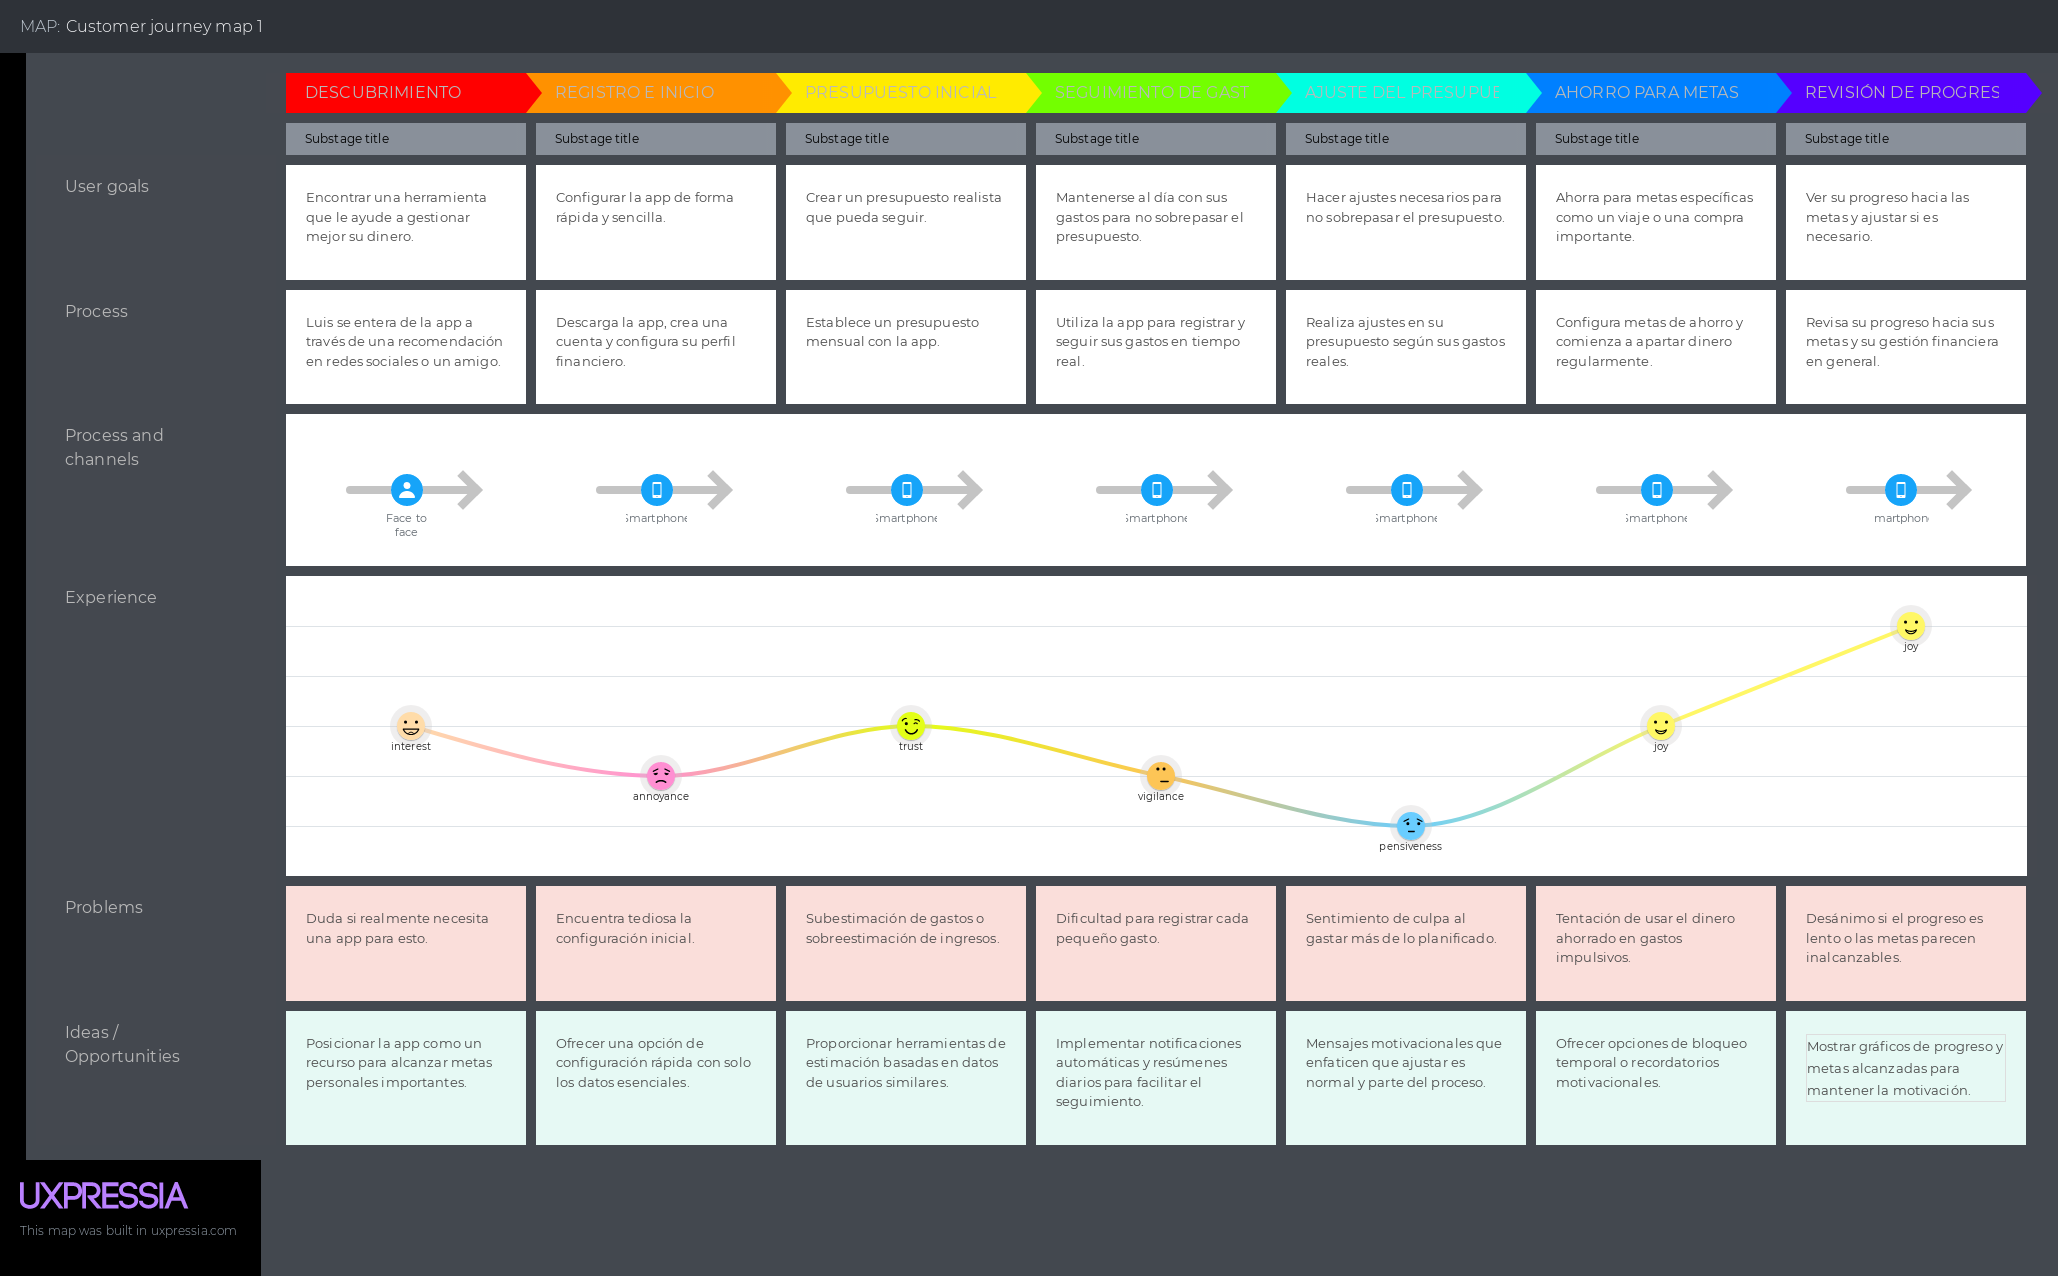 MAP: Customer journey map 1
DESCUBRIMIENTO
REGISTRO E INICIO
PRESUPUESTO INICIAL
SEGUIMIENTO DE GAST
AJUSTE DEL PRESUPUE
AHORRO PARA METAS
REVISIÓN DE PROGRES
Substage title
Substage title
Substage title
Substage title
Substage title
Substage title
Substage title
User goals
Encontrar una herramienta
que le ayude a gestionar
mejor su dinero.
Configurar la app de forma
rápida y sencilla.
Crear un presupuesto realista
que pueda seguir.
Mantenerse al día con sus
gastos para no sobrepasar el
presupuesto.
Hacer ajustes necesarios para
no sobrepasar el presupuesto.
Ahorra para metas específicas
como un viaje o una compra
importante.
Ver su progreso hacia las
metas y ajustar si es
necesario.
Process
Luis se entera de la app a
través de una recomendación
en redes sociales o un amigo.
Descarga la app, crea una
cuenta y configura su perfil
financiero.
Establece un presupuesto
mensual con la app.
Utiliza la app para registrar y
seguir sus gastos en tiempo
real.
Realiza ajustes en su
presupuesto según sus gastos
reales.
Configura metas de ahorro y
comienza a apartar dinero
regularmente.
Revisa su progreso hacia sus
metas y su gestión financiera
en general.
Process and
channels
Face to
face
Smartphone
Smartphone
Smartphone
Smartphone
Smartphone
martphon
Experience
interest
annoyance
trust
vigilance
pensiveness
joy
joy
Problems
Duda si realmente necesita
una app para esto.
Encuentra tediosa la
configuración inicial.
Subestimación de gastos o
sobreestimación de ingresos.
Dificultad para registrar cada
pequeño gasto.
Sentimiento de culpa al
gastar más de lo planificado.
Tentación de usar el dinero
ahorrado en gastos
impulsivos.
Desánimo si el progreso es
lento o las metas parecen
inalcanzables.
Ideas /
Opportunities
Posicionar la app como un
recurso para alcanzar metas
personales importantes.
Ofrecer una opción de
configuración rápida con solo
los datos esenciales.
Proporcionar herramientas de
estimación basadas en datos
de usuarios similares.
Implementar notificaciones
automáticas y resúmenes
diarios para facilitar el
seguimiento.
Mensajes motivacionales que
enfaticen que ajustar es
normal y parte del proceso.
Ofrecer opciones de bloqueo
temporal o recordatorios
motivacionales.
Mostrar gráficos de progreso y
metas alcanzadas para
mantener la motivación.
UXPRESSIA
This map was built in uxpressia.com